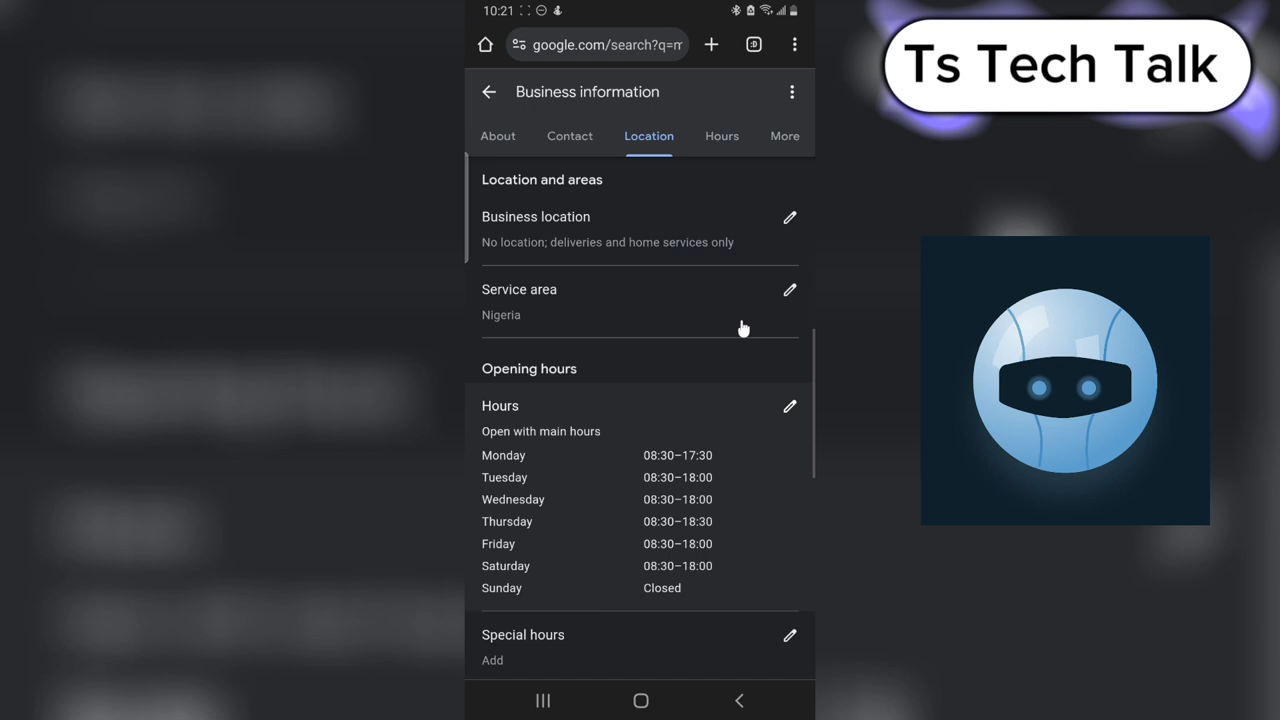 10:21
google.com/search?q=m
:D
Business information
About Contact Location Hours More
Location and areas
Business location
No location; deliveries and home services only
Service area
Nigeria
Opening hours
Hours
Open with main hours
Monday 08:30–17:30
Tuesday 08:30–18:00
Wednesday 08:30–18:00
Thursday 08:30–18:30
Friday 08:30–18:00
Saturday 08:30–18:00
Sunday Closed
Special hours
Add
Ts Tech Talk